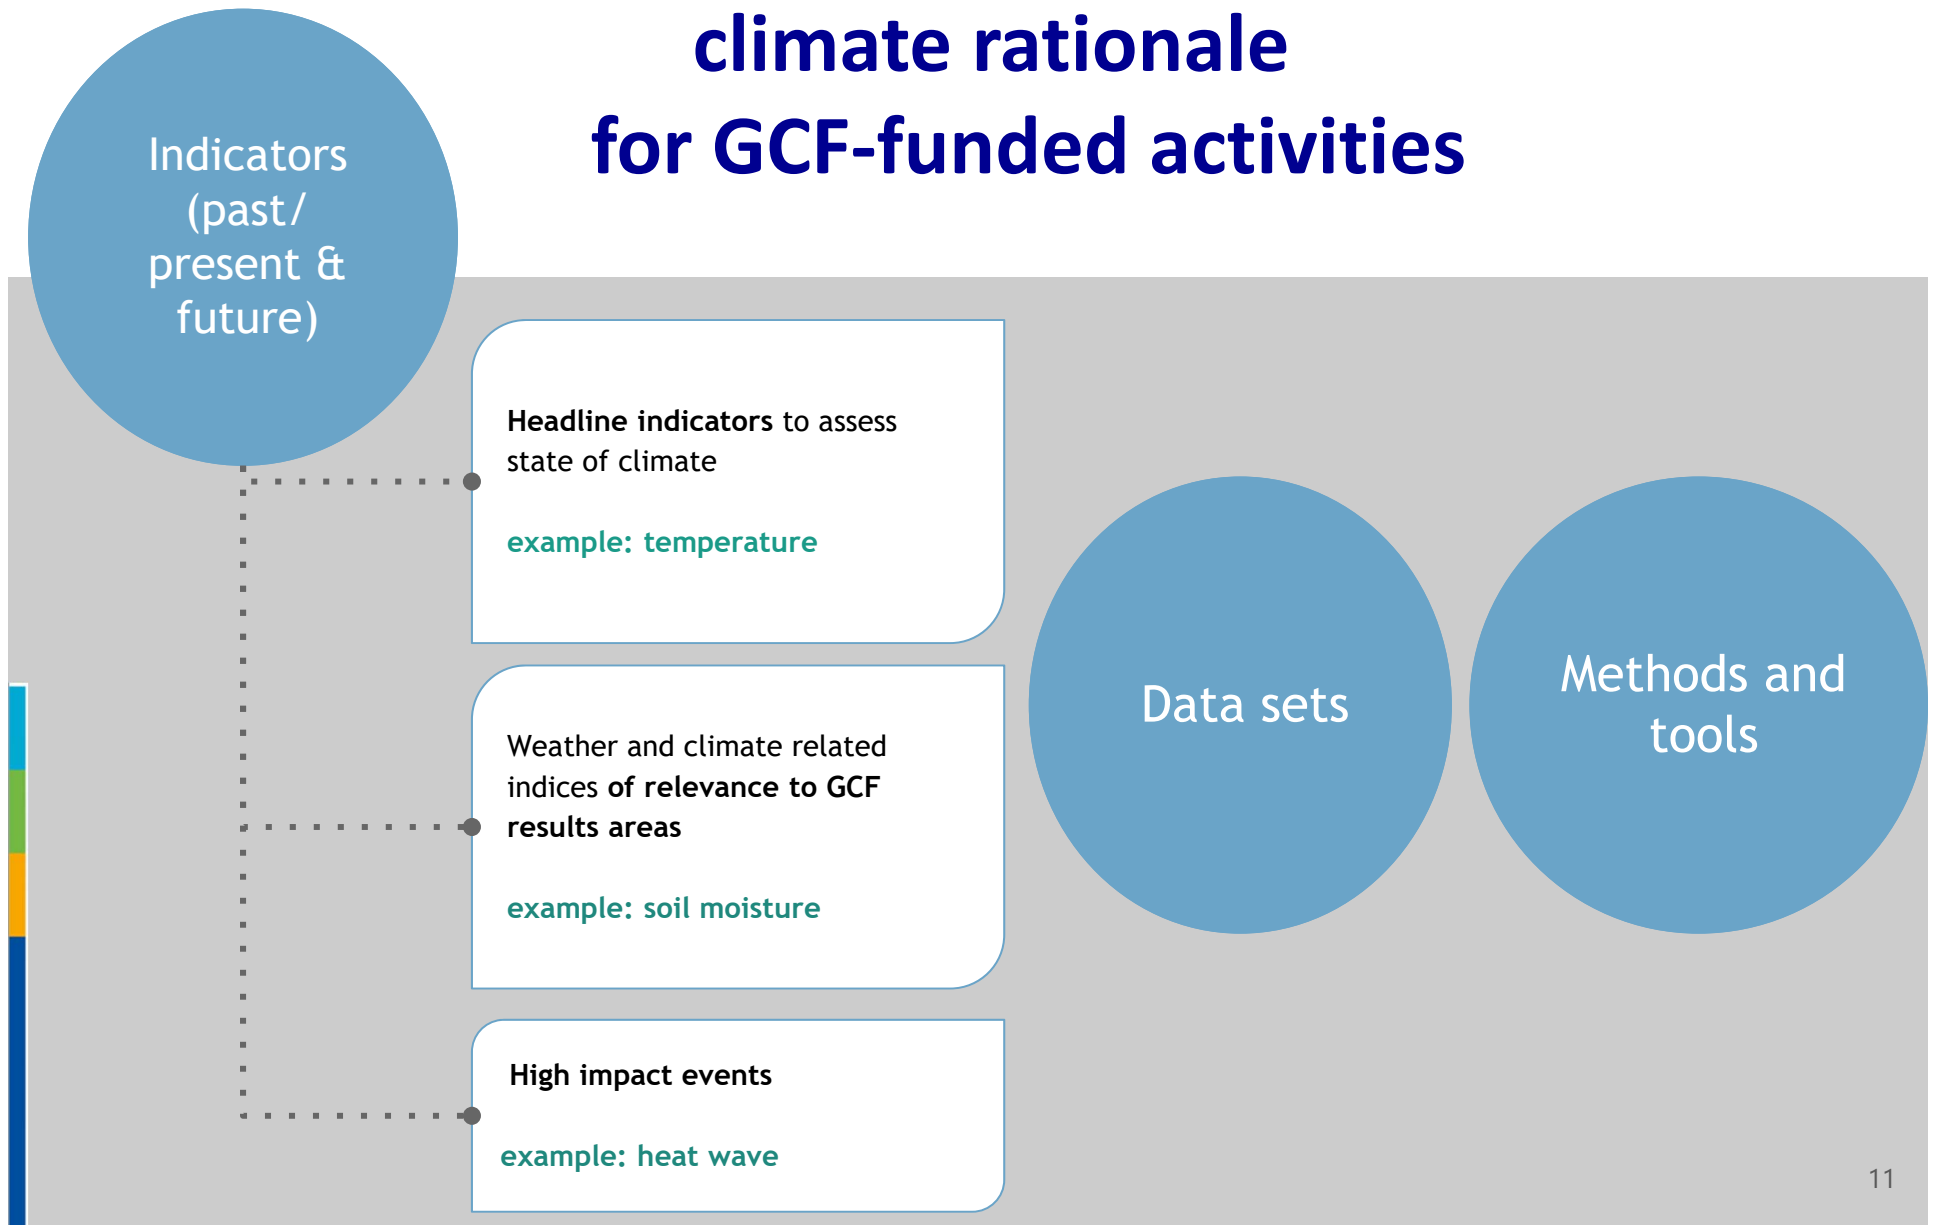 climate rationale
for GCF-funded activities
Indicators
(past/
present &
future)
Headline indicators to assess
state of climate
example: temperature
Weather and climate related
indices of relevance to GCF
results areas
example: soil moisture
High impact events
example: heat wave
Data sets
Methods and
tools
11